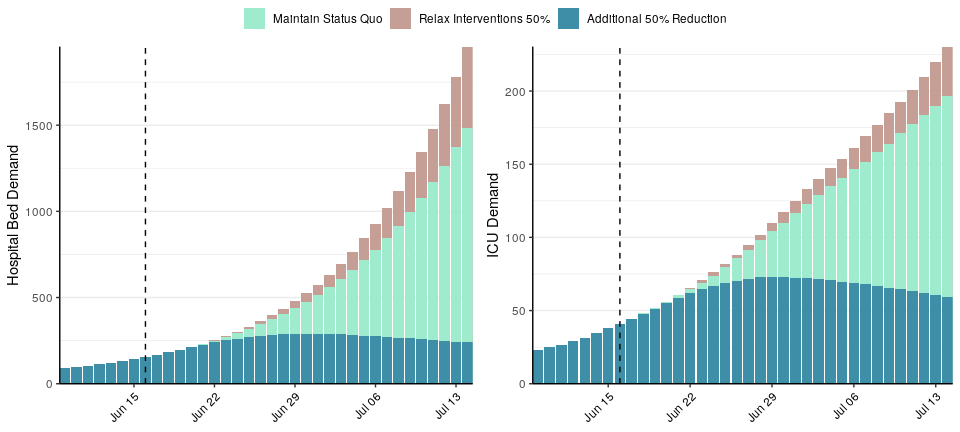 Maintain Status Quo Relax Interventions 50% Additional 50% Reduction
Hospital Bed Demand
1500
1000
500
0
Jun 15 Jun 22 Jun 29 Jul 06 Jul 13
ICU Demand
200
150
100
50
0
Jun 15 Jun 22 Jun 29 Jul 06 Jul 13